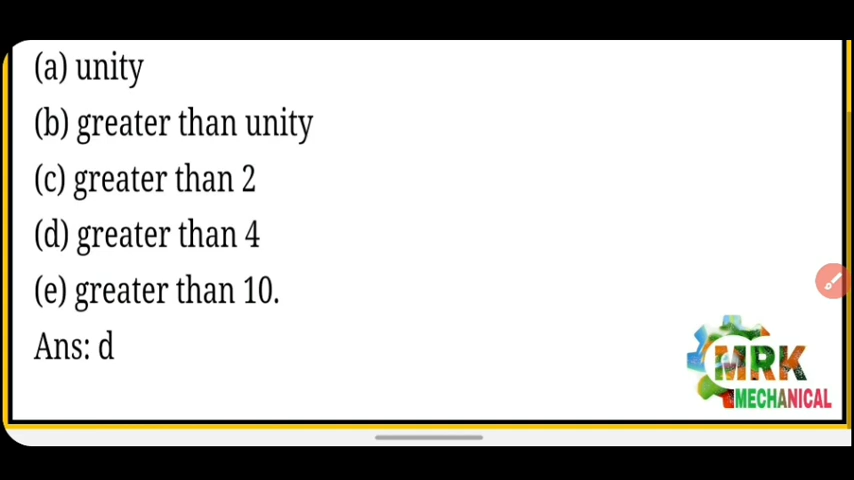 (a) unity
(b) greater than unity
(c) greater than 2
(d) greater than 4
(e) greater than 10.
Ans: d
MRK
MECHANICAL